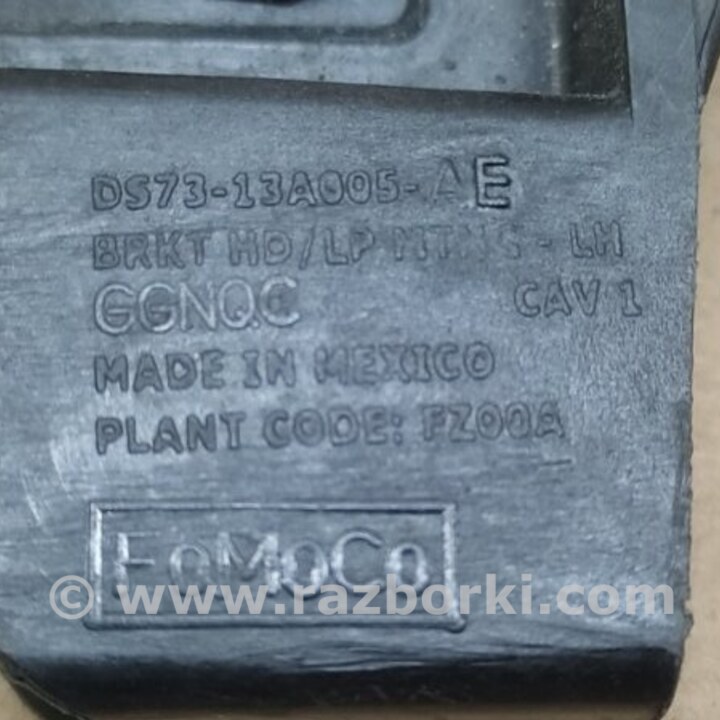 DS73-13A005-AE
BRKT HD/LP MTNG - LH
GGNQC CAV 1
MADE IN MEXICO
PLANT CODE: FZ00A
FoMoCo
© www.razborki.com